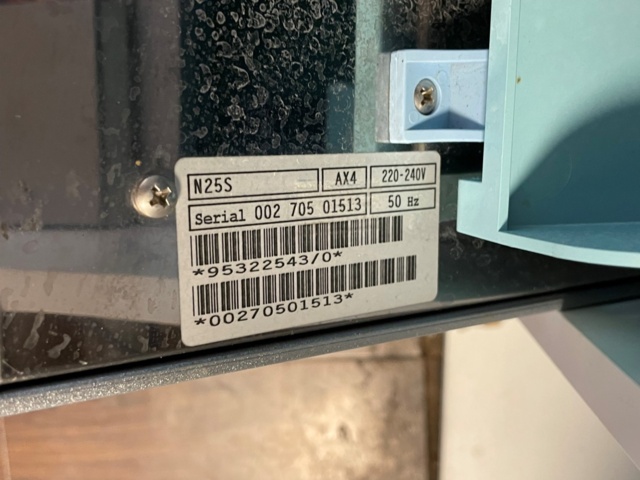 N25S AX4 220-240V
Serial 002 705 01513 50 Hz
*95322543/0*
*00270501513*